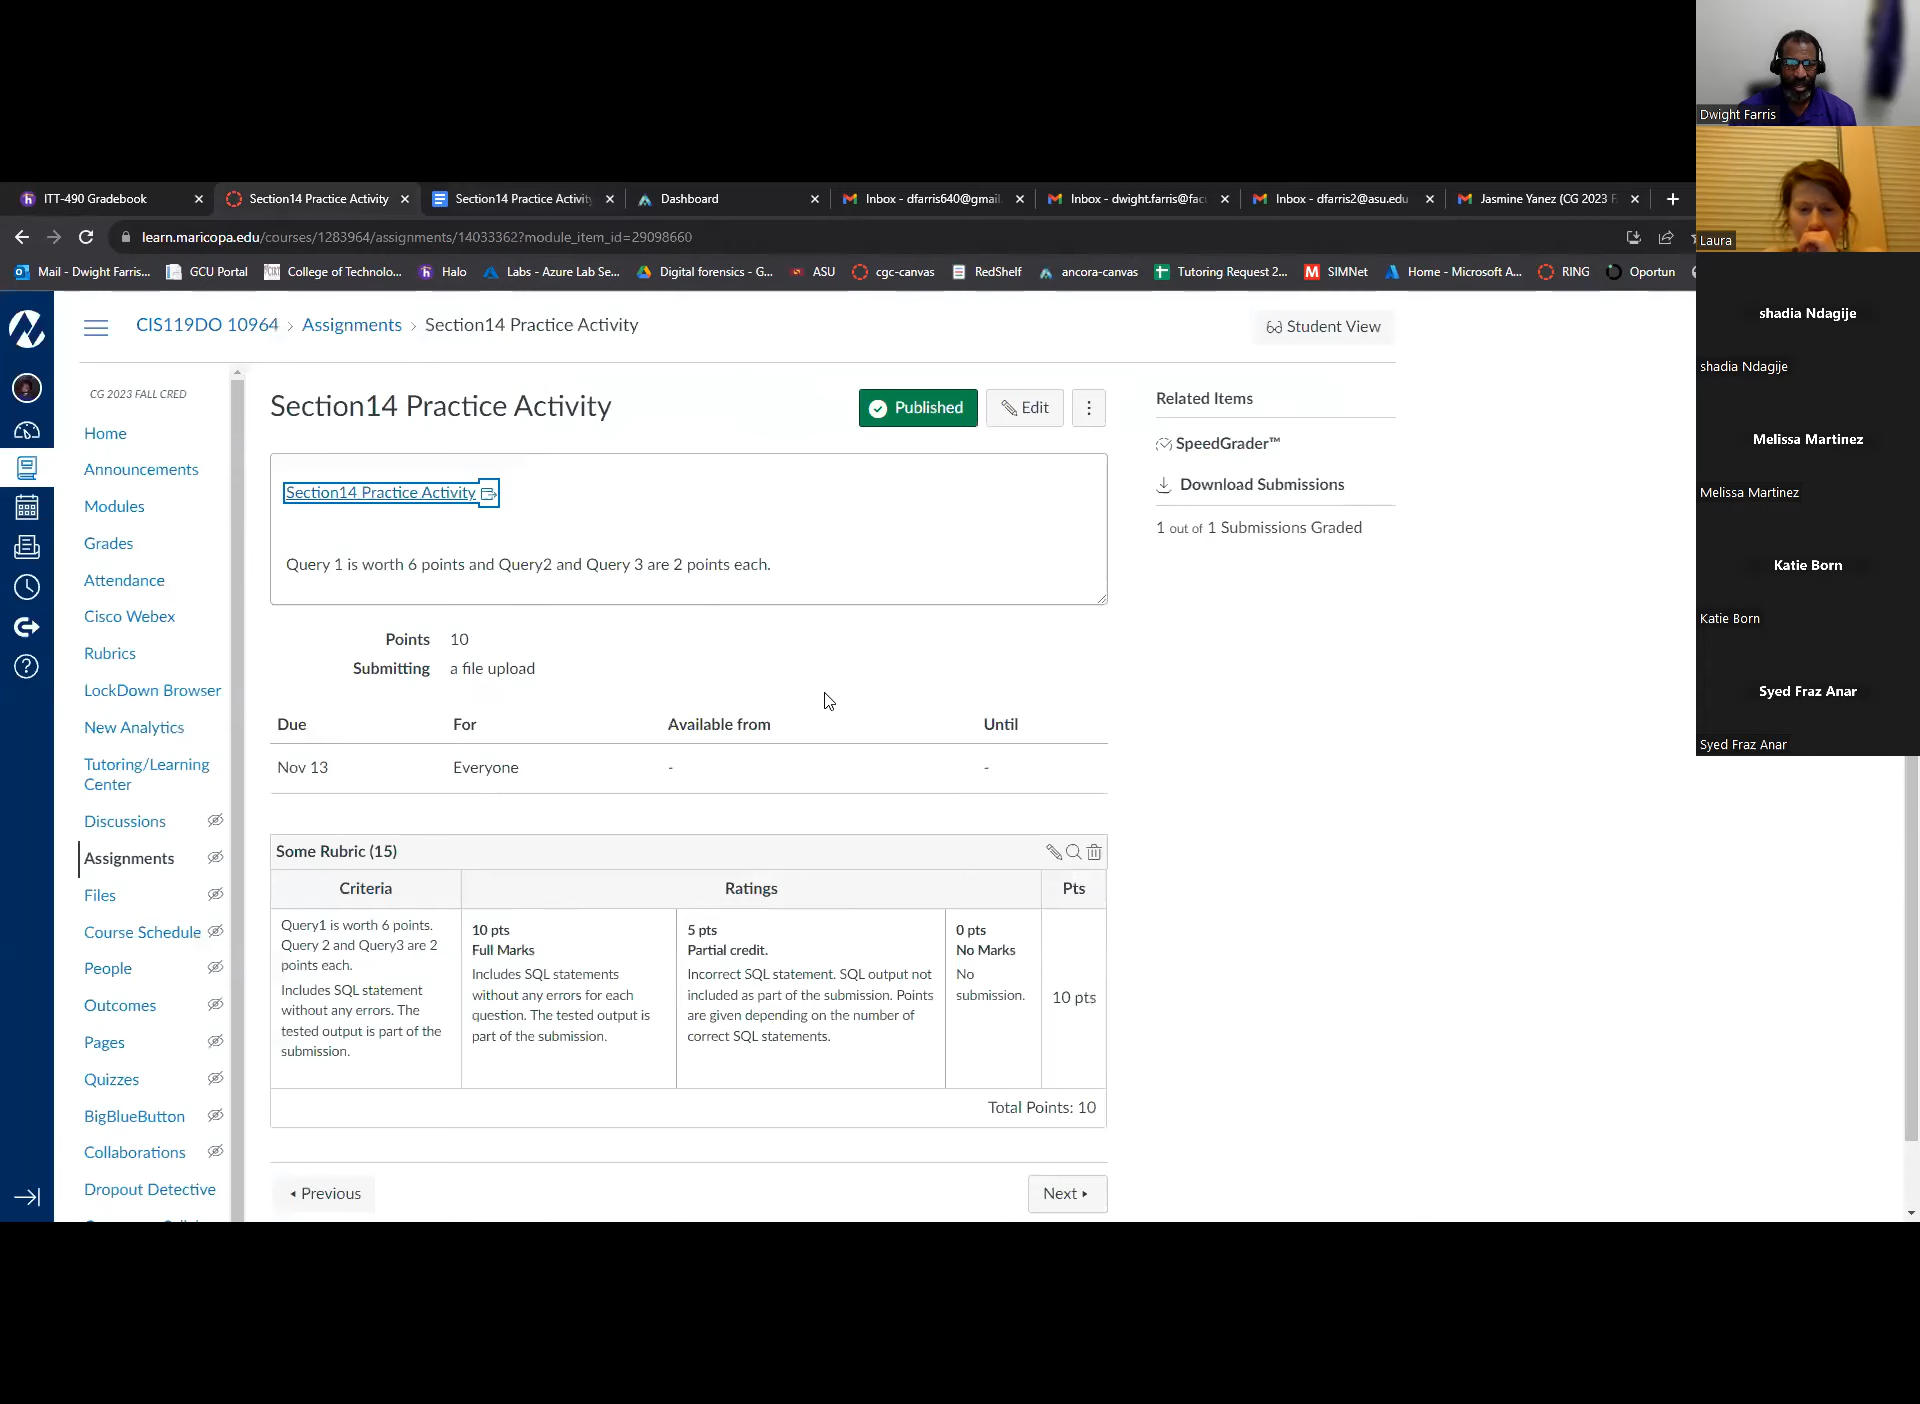 Dwight Farris
Laura
shadia Ndagije
shadia Ndagije
Melissa Martinez
Melissa Martinez
Katie Born
Katie Born
Syed Fraz Anar
Syed Fraz Anar
ITT-490 Gradebook
Section14 Practice Activity
Section14 Practice Activity
Dashboard
Inbox - dfarris640@gmail.
Inbox - dwight.farris@fac
Inbox - dfarris2@asu.edu
Jasmine Yanez (CG 2023 F
learn.maricopa.edu/courses/1283964/assignments/14033362?module_item_id=29098660
Mail - Dwight Farris...
GCU Portal
College of Technolo...
Halo
Labs - Azure Lab Se...
Digital forensics - G...
ASU
cgc-canvas
RedShelf
ancora-canvas
Tutoring Request 2...
SIMNet
Home - Microsoft A...
RING
Oportun
CIS119DO 10964 › Assignments › Section14 Practice Activity
Student View
CG 2023 FALL CRED
Home
Announcements
Modules
Grades
Attendance
Cisco Webex
Rubrics
LockDown Browser
New Analytics
Tutoring/Learning
Center
Discussions
Assignments
Files
Course Schedule
People
Outcomes
Pages
Quizzes
BigBlueButton
Collaborations
Dropout Detective
Section14 Practice Activity
Published
Edit
Section14 Practice Activity
Query 1 is worth 6 points and Query2 and Query 3 are 2 points each.
Points 10
Submitting a file upload
Due For Available from Until
Nov 13 Everyone - -
Some Rubric (15)
Criteria Ratings Pts
Query1 is worth 6 points.
Query 2 and Query3 are 2
points each.
Includes SQL statement
without any errors. The
tested output is part of the
submission.
10 pts
Full Marks
Includes SQL statements
without any errors for each
question. The tested output is
part of the submission.
5 pts
Partial credit.
Incorrect SQL statement. SQL output not
included as part of the submission. Points
are given depending on the number of
correct SQL statements.
0 pts
No Marks
No
submission.
10 pts
Total Points: 10
Previous
Next
Related Items
SpeedGrader™
Download Submissions
1 out of 1 Submissions Graded